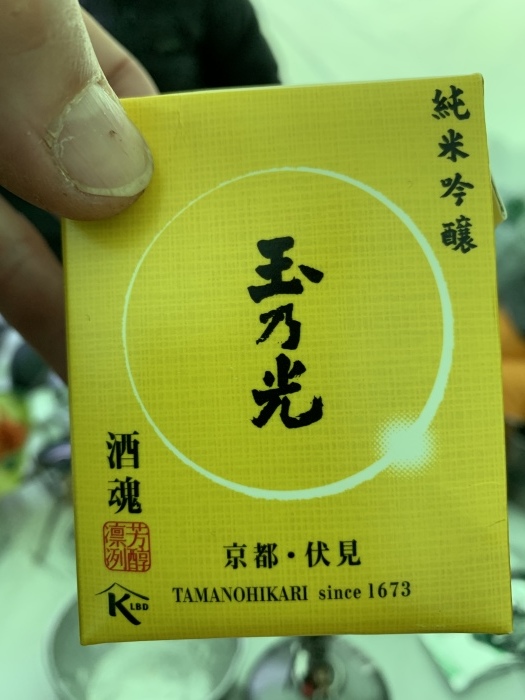 純米吟醸
玉乃光
酒魂
芳醇
凛冽
京都・伏見
TAMANOHIKARI since 1673
K LBD